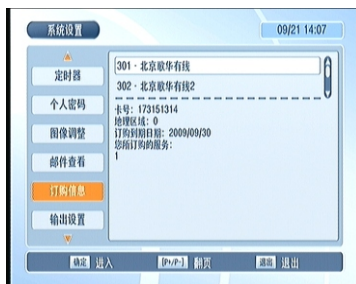 系统设置
09/21 14:07
定时器
个人密码
图像调整
邮件查看
订购信息
输出设置
301 · 北京歌华有线
302 · 北京歌华有线2
卡号: 173151314
地理区域: 0
订购到期日期: 2009/09/30
您所订购的服务:
1
确定 进入
[P+/P-] 翻页
退出 退出